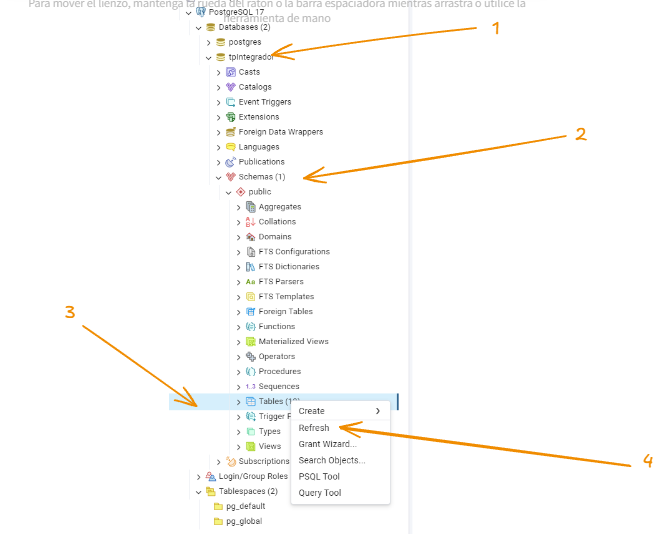 Para mover el lienzo, mantenga la rueda del ratón o la barra espaciadora mientras arrastra o utilice la
herramienta de mano
PostgreSQL 17
1
Databases (2)
postgres
tpIntegrador
Casts
Catalogs
Event Triggers
Extensions
Foreign Data Wrappers
2
Languages
Publications
Schemas (1)
public
Aggregates
Collations
Domains
FTS Configurations
FTS Dictionaries
FTS Parsers
FTS Templates
3
Foreign Tables
Functions
Materialized Views
Operators
Procedures
1..3 Sequences
Tables
Create
Trigger
Refresh
Types
Grant Wizard...
Views
Search Objects...
4
Subscriptions
Login/Group Roles
PSQL Tool
Tablespaces (2)
Query Tool
pg_default
pg_global